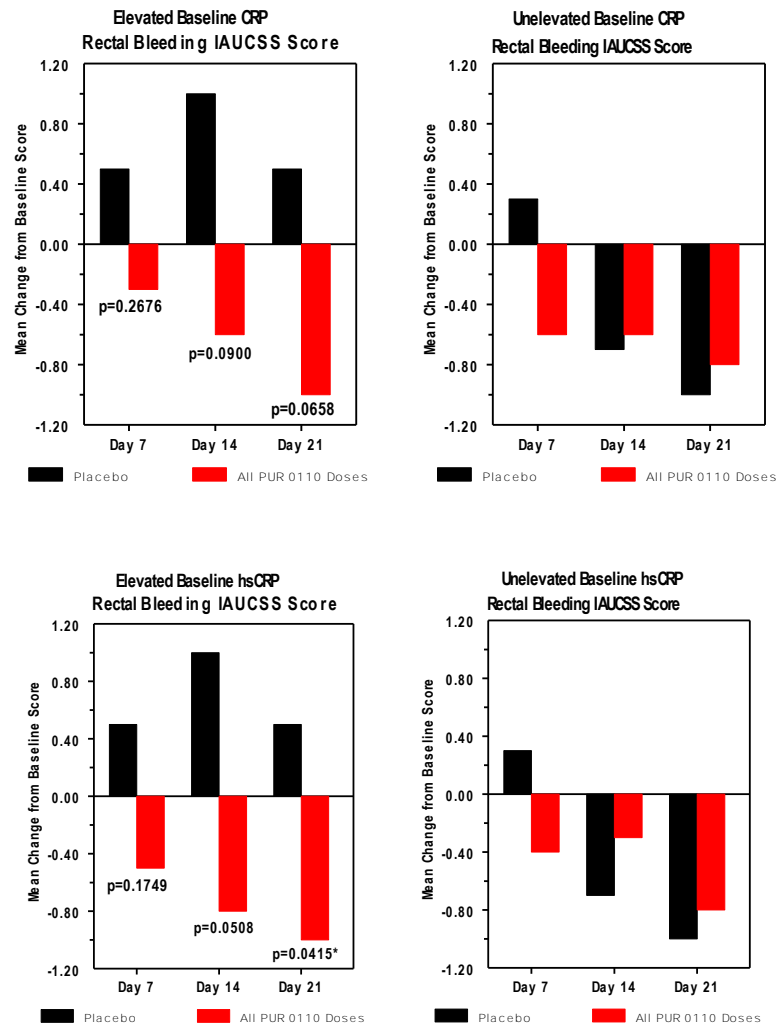 Elevated Baseline CRP
Rectal Bleeding IAUCSS Score
Mean Change from Baseline Score
1.20
0.80
0.40
0.00
-0.40
-0.80
-1.20
p=0.2676
p=0.0900
p=0.0658
Day 7 Day 14 Day 21
Placebo All PUR 0110 Doses
Unelevated Baseline CRP
Rectal Bleeding IAUCSS Score
Mean Change from Baseline Score
1.20
0.80
0.40
0.00
-0.40
-0.80
-1.20
Day 7 Day 14 Day 21
Placebo All PUR 0110 Doses
Elevated Baseline hsCRP
Rectal Bleeding IAUCSS Score
Mean Change from Baseline Score
1.20
0.80
0.40
0.00
-0.40
-0.80
-1.20
p=0.1749
p=0.0508
p=0.0415*
Day 7 Day 14 Day 21
Placebo All PUR 0110 Doses
Unelevated Baseline hsCRP
Rectal Bleeding IAUCSS Score
Mean Change from Baseline Score
1.20
0.80
0.40
0.00
-0.40
-0.80
-1.20
Day 7 Day 14 Day 21
Placebo All PUR 0110 Doses